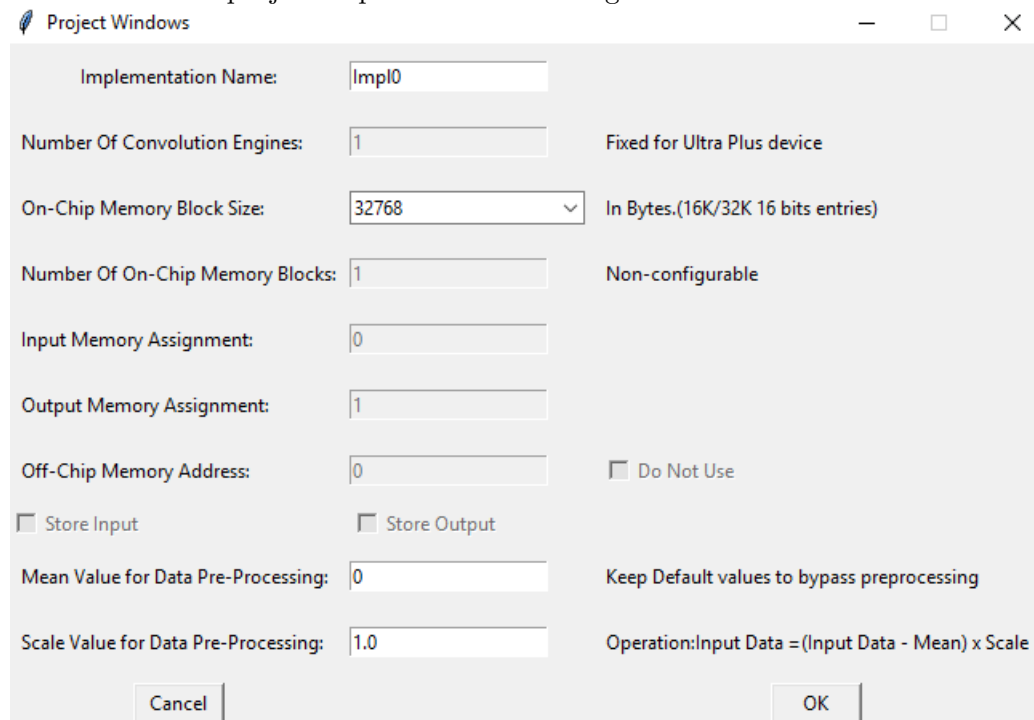 Project Windows
Implementation Name: Impl0
Number Of Convolution Engines: 1 Fixed for Ultra Plus device
On-Chip Memory Block Size: 32768 In Bytes.(16K/32K 16 bits entries)
Number Of On-Chip Memory Blocks: 1 Non-configurable
Input Memory Assignment: 0
Output Memory Assignment: 1
Off-Chip Memory Address: 0 Do Not Use
Store Input Store Output
Mean Value for Data Pre-Processing: 0 Keep Default values to bypass preprocessing
Scale Value for Data Pre-Processing: 1.0 Operation:Input Data =(Input Data - Mean) x Scale
Cancel OK